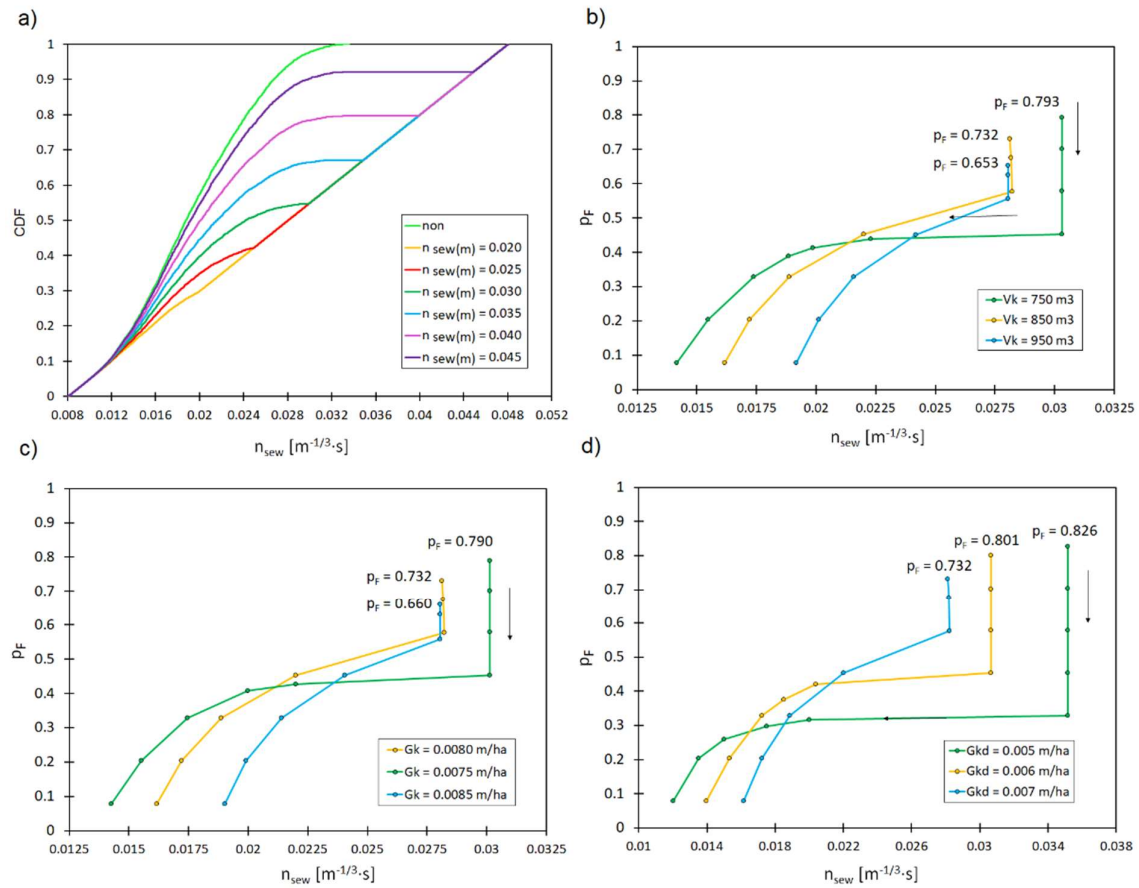 a)
CDF
1
0.9
0.8
0.7
0.6
0.5
0.4
0.3
0.2
0.1
0
0.008 0.012 0.016 0.02 0.024 0.028 0.032 0.036 0.04 0.044 0.048 0.052
n sew [m-1/3·s]
non
n sew(m) = 0.020
n sew(m) = 0.025
n sew(m) = 0.030
n sew(m) = 0.035
n sew(m) = 0.040
n sew(m) = 0.045
b)
pF
1
0.9
0.8
0.7
0.6
0.5
0.4
0.3
0.2
0.1
0
0.0125 0.015 0.0175 0.02 0.0225 0.025 0.0275 0.03 0.0325
nsew [m-1/3·s]
pF = 0.793
pF = 0.732
pF = 0.653
Vk = 750 m3
Vk = 850 m3
Vk = 950 m3
c)
pF
1
0.9
0.8
0.7
0.6
0.5
0.4
0.3
0.2
0.1
0
0.0125 0.015 0.0175 0.02 0.0225 0.025 0.0275 0.03 0.0325
nsew [m-1/3·s]
pF = 0.790
pF = 0.732
pF = 0.660
Gk = 0.0080 m/ha
Gk = 0.0075 m/ha
Gk = 0.0085 m/ha
d)
pF
1
0.9
0.8
0.7
0.6
0.5
0.4
0.3
0.2
0.1
0
0.01 0.014 0.018 0.022 0.026 0.03 0.034 0.038
nsew [m-1/3·s]
pF = 0.826
pF = 0.801
pF = 0.732
Gkd = 0.005 m/ha
Gkd = 0.006 m/ha
Gkd = 0.007 m/ha